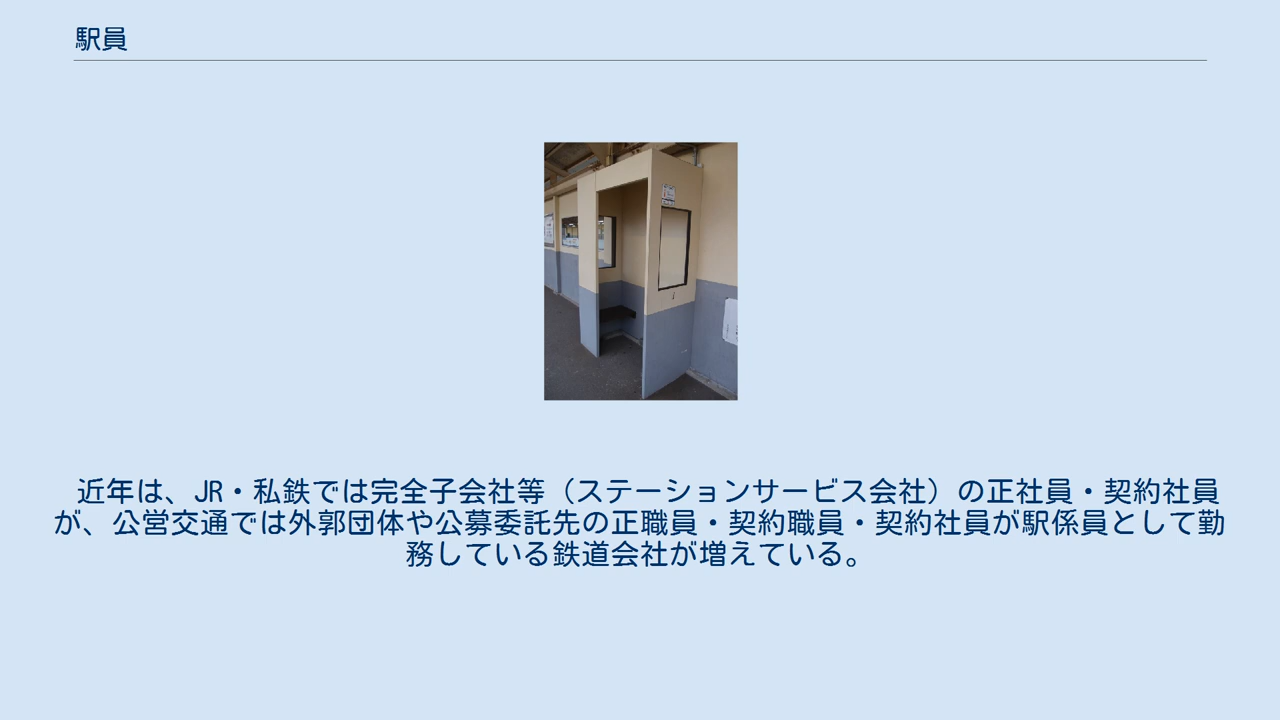 駅員
近年は、JR・私鉄では完全子会社等（ステーションサービス会社）の正社員・契約社員
が、公営交通では外郭団体や公募委託先の正職員・契約職員・契約社員が駅係員として勤
務している鉄道会社が増えている。